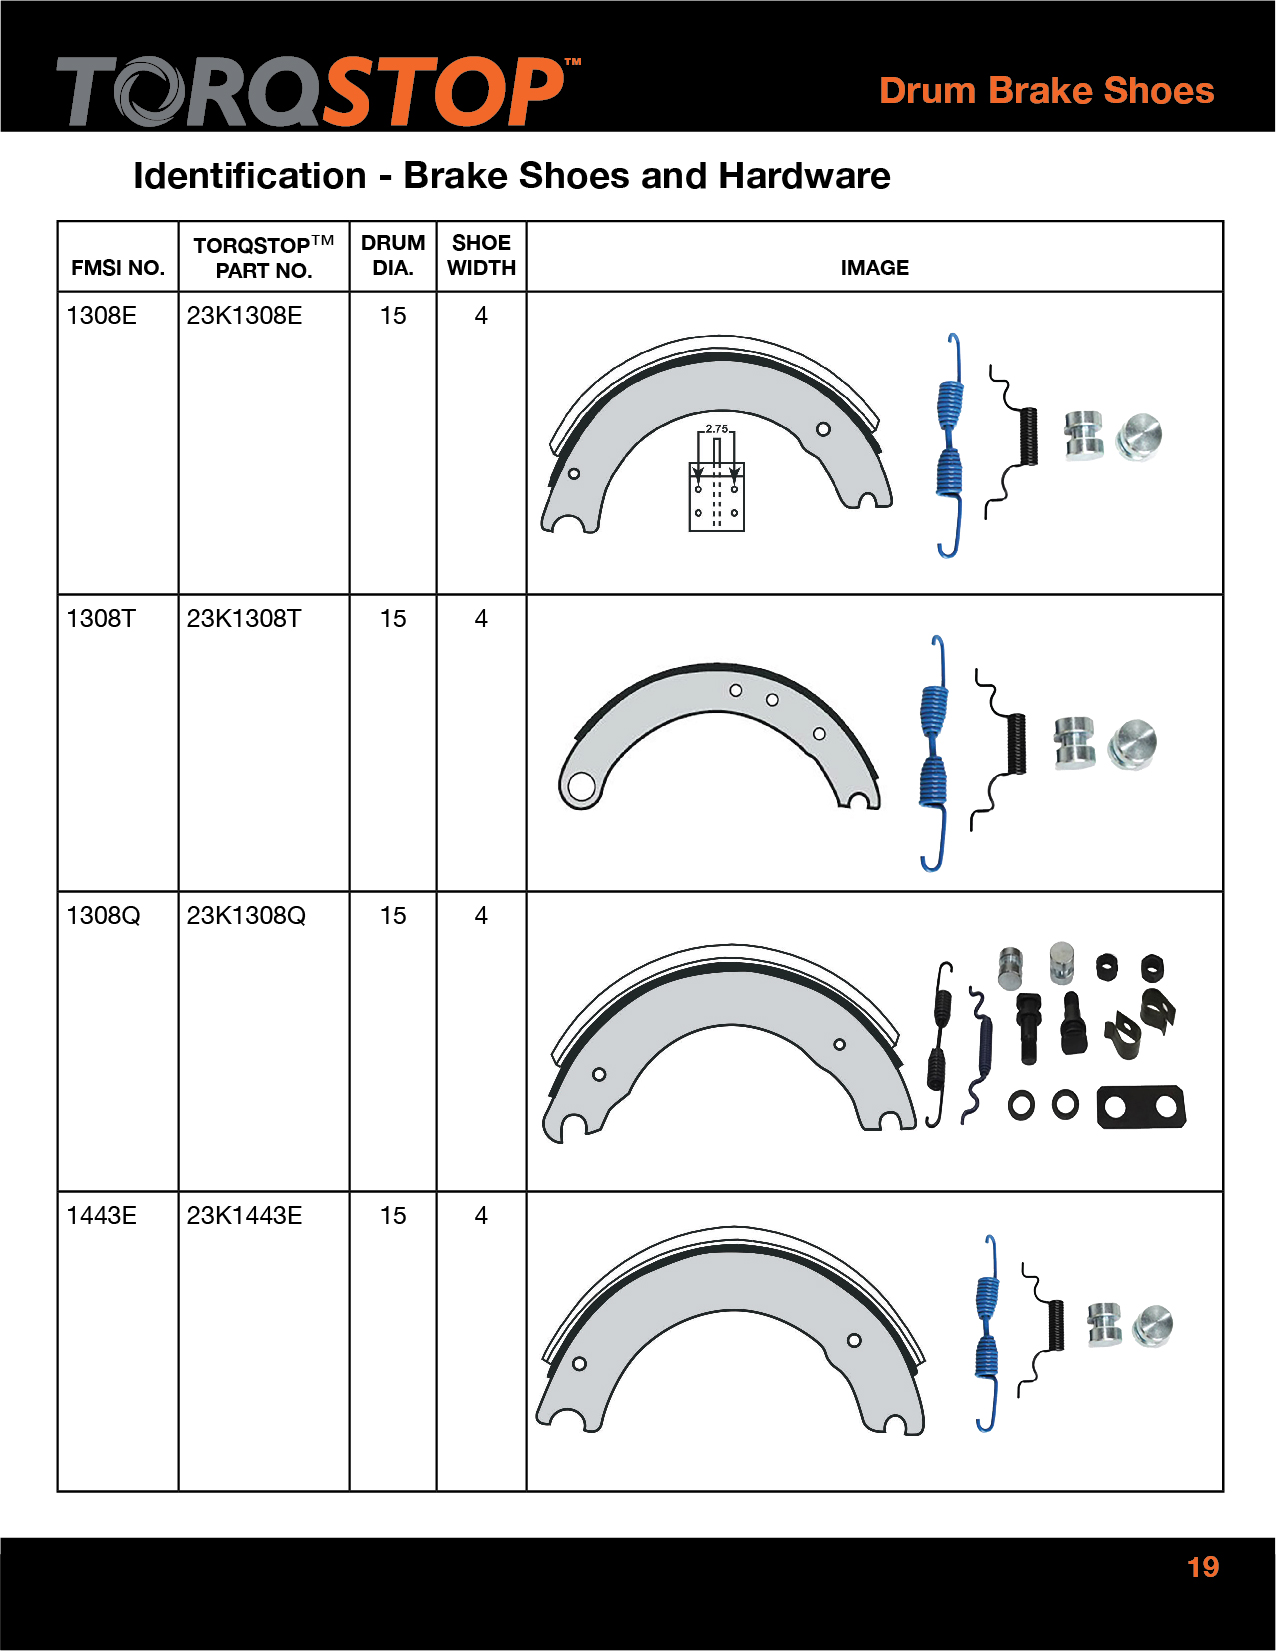 TORQSTOP™
Drum Brake Shoes
Identification - Brake Shoes and Hardware
FMSI NO.
TORQSTOP™
PART NO.
DRUM
DIA.
SHOE
WIDTH
IMAGE
1308E 23K1308E 15 4
2.75
1308T 23K1308T 15 4
1308Q 23K1308Q 15 4
1443E 23K1443E 15 4
19